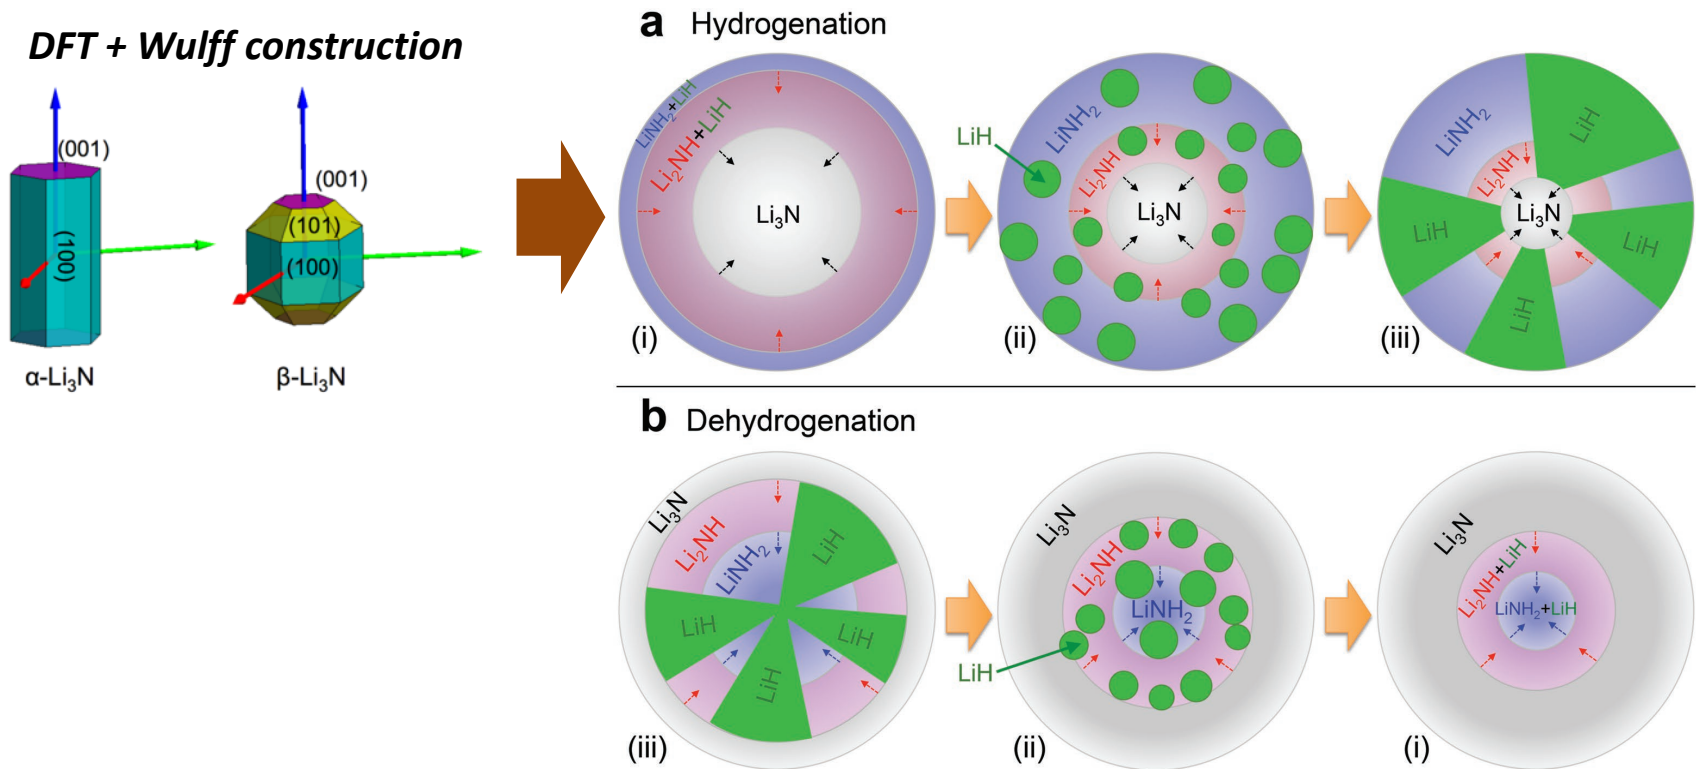 DFT + Wulff construction
(001)
(100)
α-Li₃N
(001)
(101)
(100)
β-Li₃N
a Hydrogenation
LiNH₂+LiH
Li₂NH+LiH
Li₃N
(i)
LiH
LiNH₂
Li₂NH
Li₃N
(ii)
LiNH₂
LiH
Li₂NH
Li₃N
LiH
LiH
LiH
(iii)
b Dehydrogenation
Li₃N
Li₂NH
LiNH₂
LiH
LiH
LiH
LiH
(iii)
Li₃N
Li₂NH
LiNH₂
LiH
(ii)
Li₃N
Li₂NH+LiH
LiNH₂+LiH
(i)